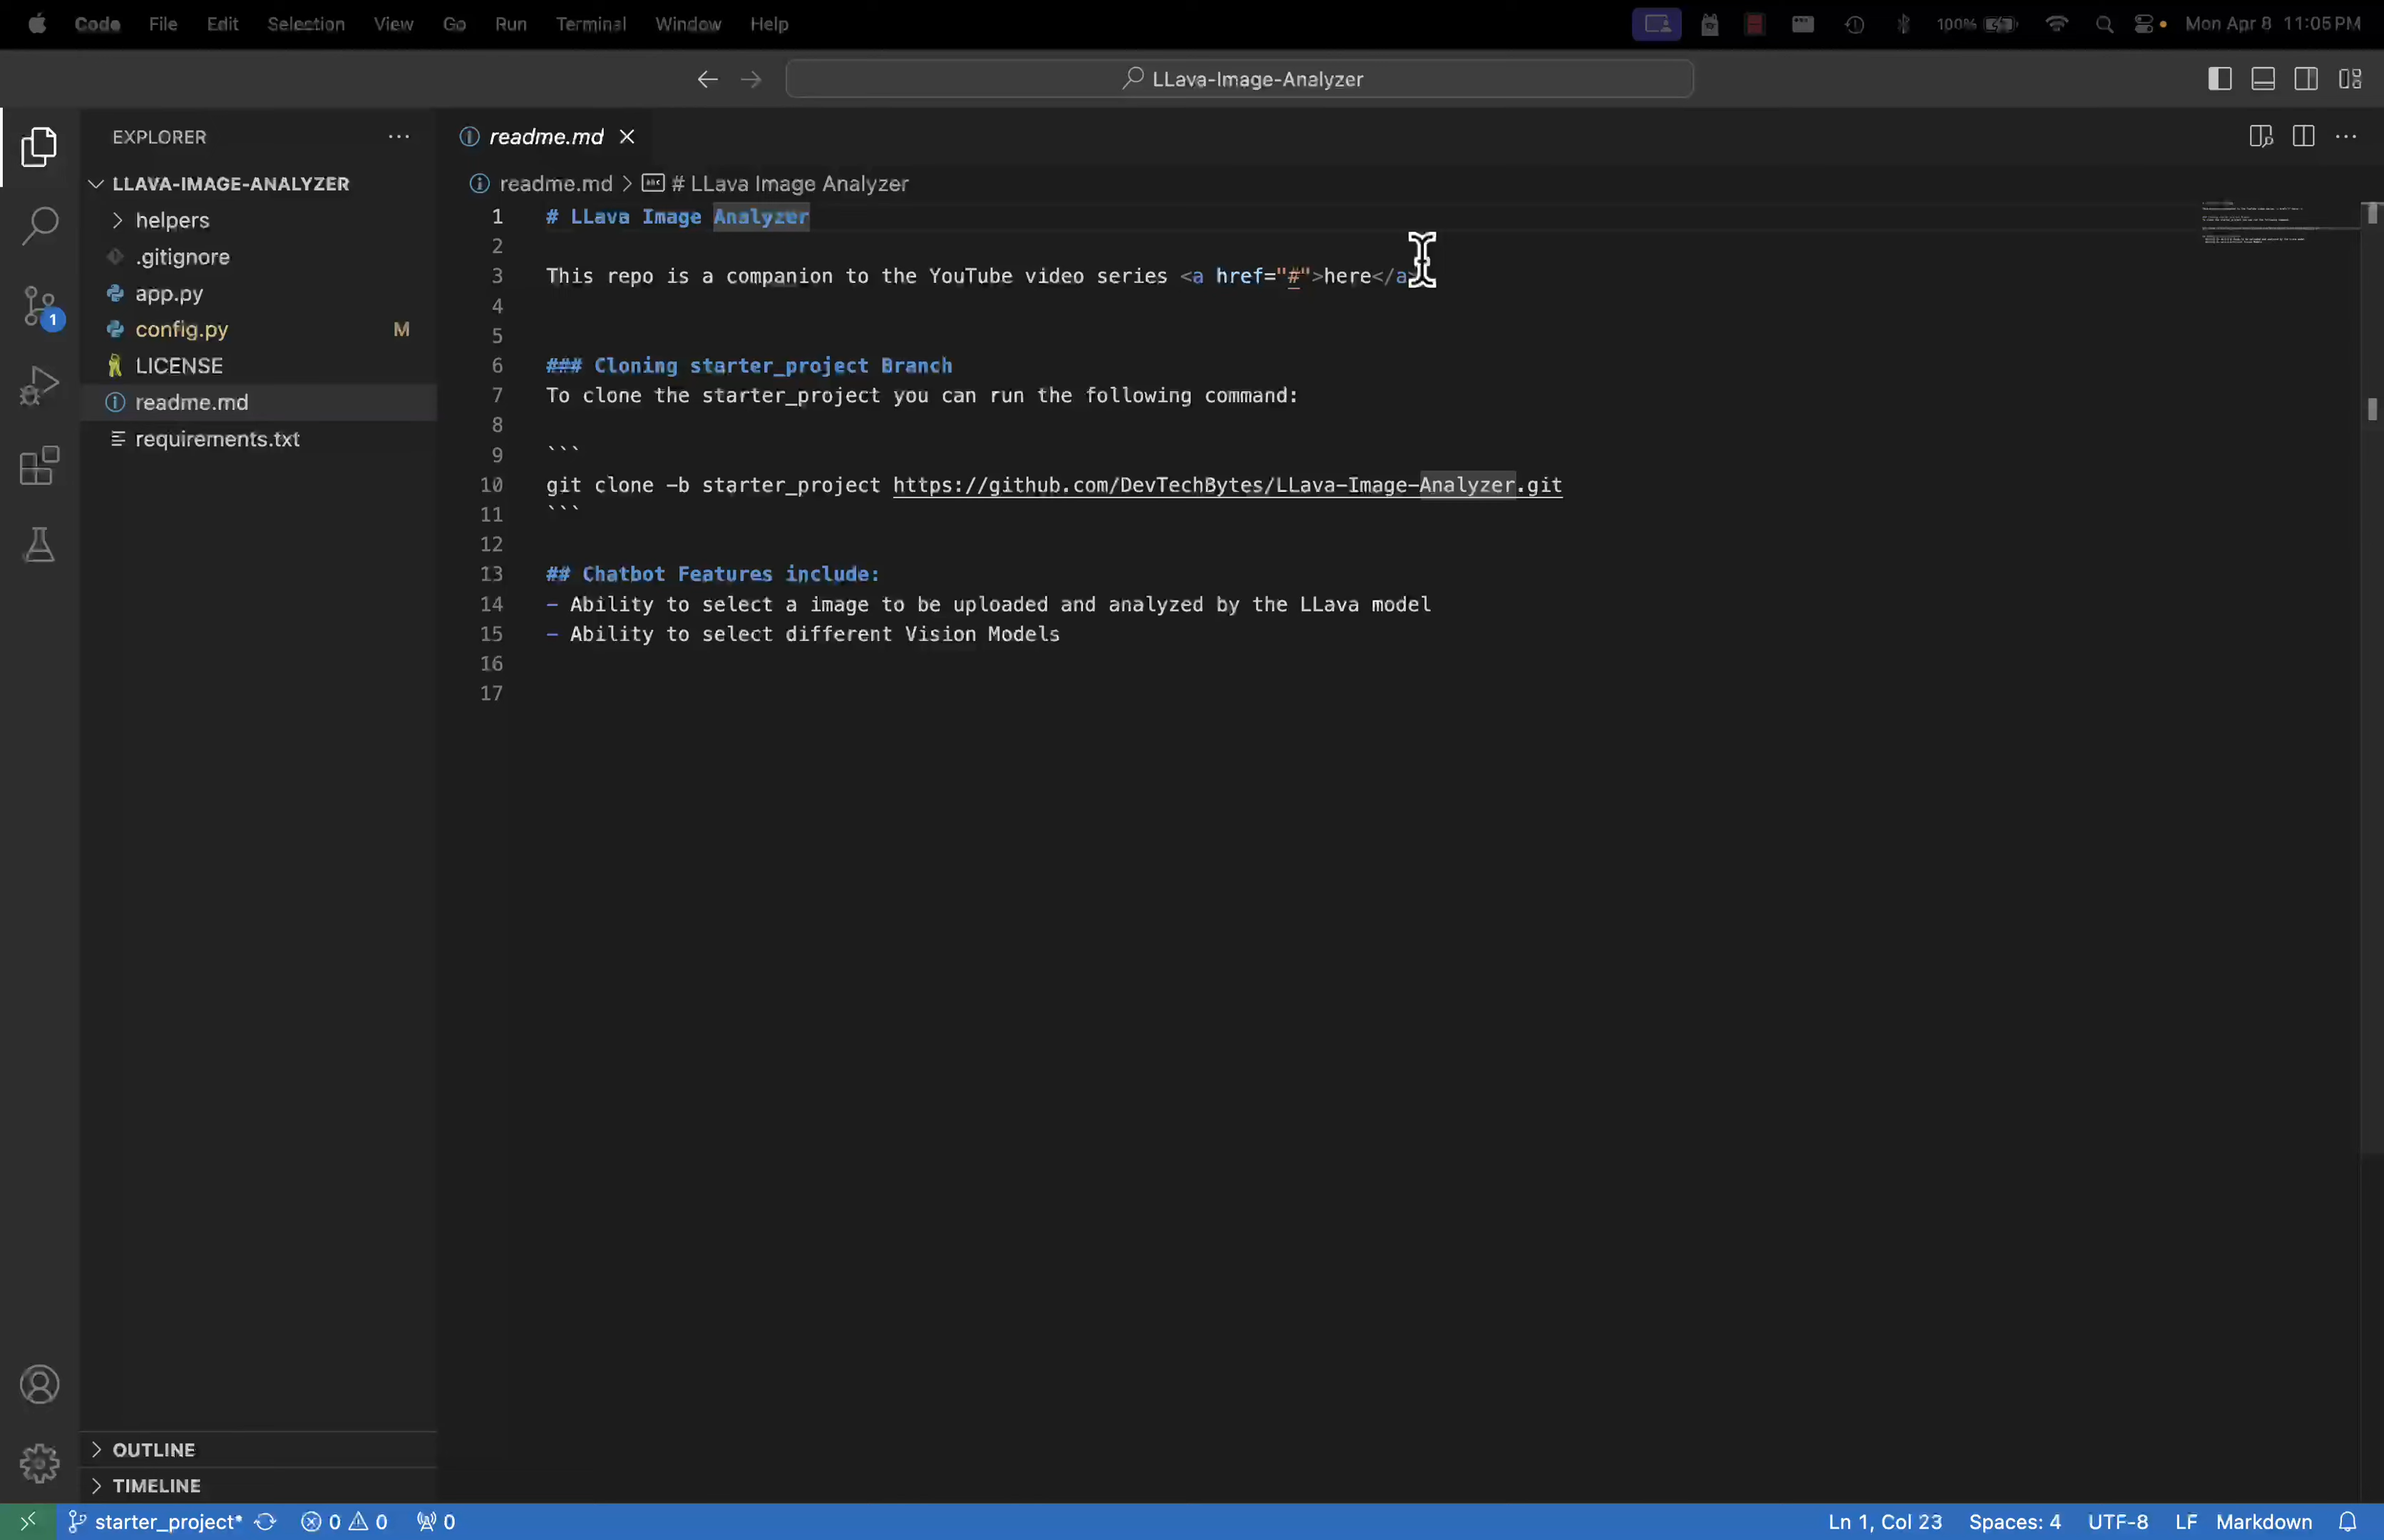 Code File Edit Selection View Go Run Terminal Window Help 100% Mon Apr 8 11:05 PM
LLava-Image-Analyzer
EXPLORER
LLAVA-IMAGE-ANALYZER
helpers
.gitignore
app.py
config.py M
LICENSE
readme.md
requirements.txt
OUTLINE
TIMELINE
1
readme.md
readme.md > # LLava Image Analyzer
1 # LLava Image Analyzer
2
3 This repo is a companion to the YouTube video series <a href="#">here</a>
4
5
6 ### Cloning starter_project Branch
7 To clone the starter_project you can run the following command:
8
9 ```
10 git clone -b starter_project https://github.com/DevTechBytes/LLava-Image-Analyzer.git
11 ```
12
13 ## Chatbot Features include:
14 - Ability to select a image to be uploaded and analyzed by the LLava model
15 - Ability to select different Vision Models
16
17
starter_project* 0 0 0 Ln 1, Col 23 Spaces: 4 UTF-8 LF Markdown